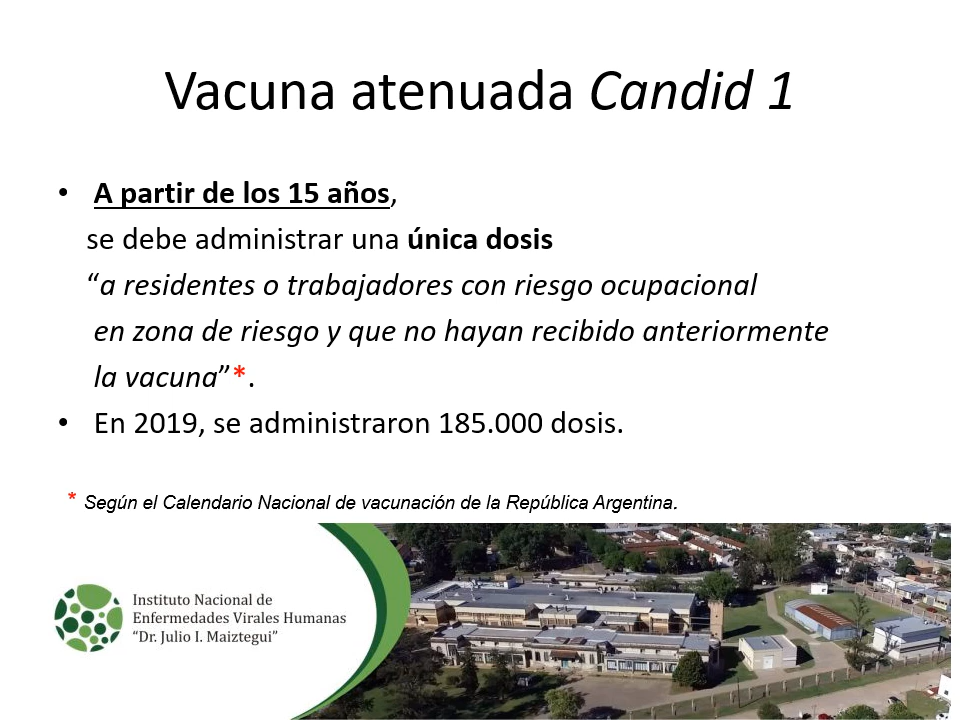 Vacuna atenuada Candid 1
• A partir de los 15 años,
se debe administrar una única dosis
“a residentes o trabajadores con riesgo ocupacional
en zona de riesgo y que no hayan recibido anteriormente
la vacuna”*.
• En 2019, se administraron 185.000 dosis.
* Según el Calendario Nacional de vacunación de la República Argentina.
Instituto Nacional de
Enfermedades Virales Humanas
“Dr. Julio I. Maiztegui”